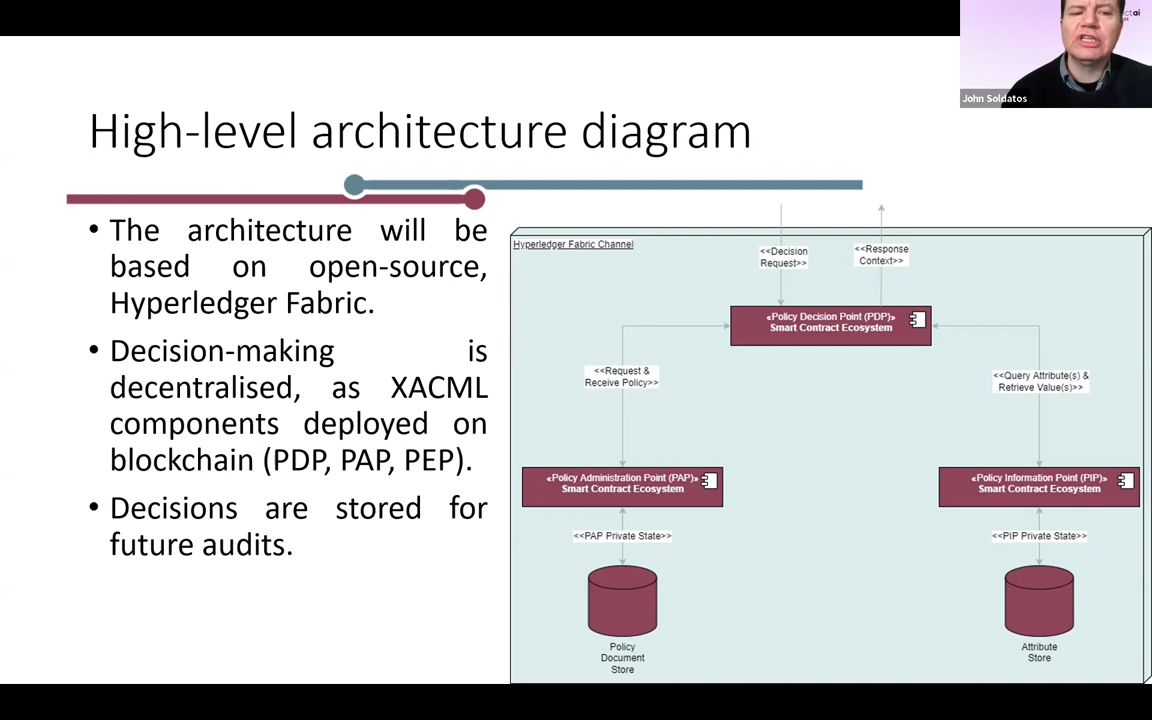 John Soldatos
High-level architecture diagram
• The architecture will be
based on open-source,
Hyperledger Fabric.
• Decision-making is
decentralised, as XACML
components deployed on
blockchain (PDP, PAP, PEP).
• Decisions are stored for
future audits.
Hyperledger Fabric Channel
<<Decision
Request>>
<<Response
Context>>
«Policy Decision Point (PDP)»
Smart Contract Ecosystem
<<Request &
Receive Policy>>
<<Query Attribute(s) &
Retrieve Value(s)>>
«Policy Administration Point (PAP)»
Smart Contract Ecosystem
«Policy Information Point (PIP)»
Smart Contract Ecosystem
<<PAP Private State>>
<<PIP Private State>>
Policy
Document
Store
Attribute
Store